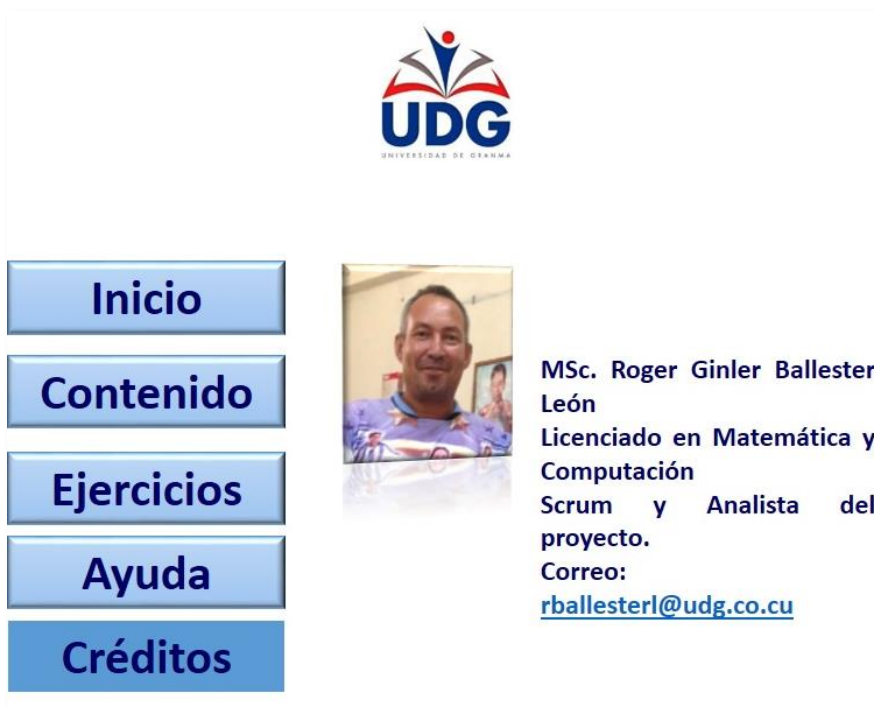 UDG
UNIVERSIDAD DE GRANMA
Inicio
Contenido
Ejercicios
Ayuda
Créditos
MSc. Roger Ginler Ballester
León
Licenciado en Matemática y
Computación
Scrum y Analista del
proyecto.
Correo:
rballesterl@udg.co.cu